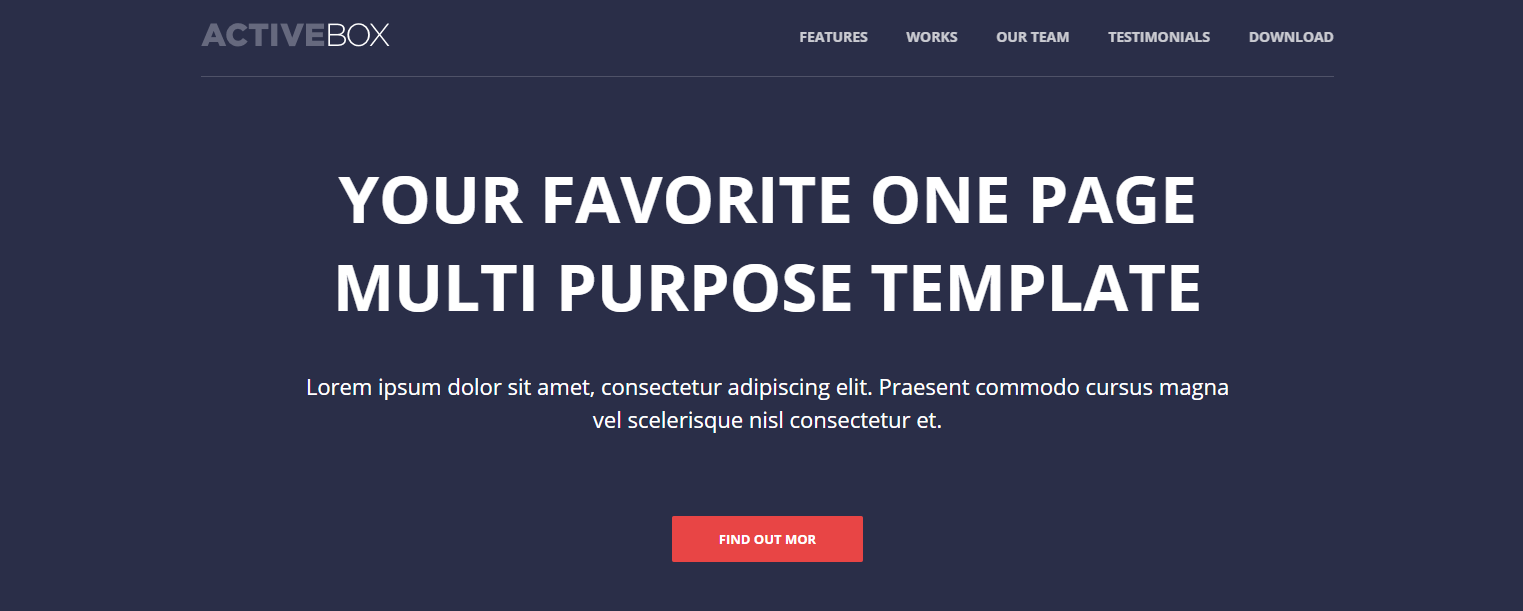 ACTIVEBOX
FEATURES WORKS OUR TEAM TESTIMONIALS DOWNLOAD
YOUR FAVORITE ONE PAGE
MULTI PURPOSE TEMPLATE
Lorem ipsum dolor sit amet, consectetur adipiscing elit. Praesent commodo cursus magna
vel scelerisque nisl consectetur et.
FIND OUT MOR